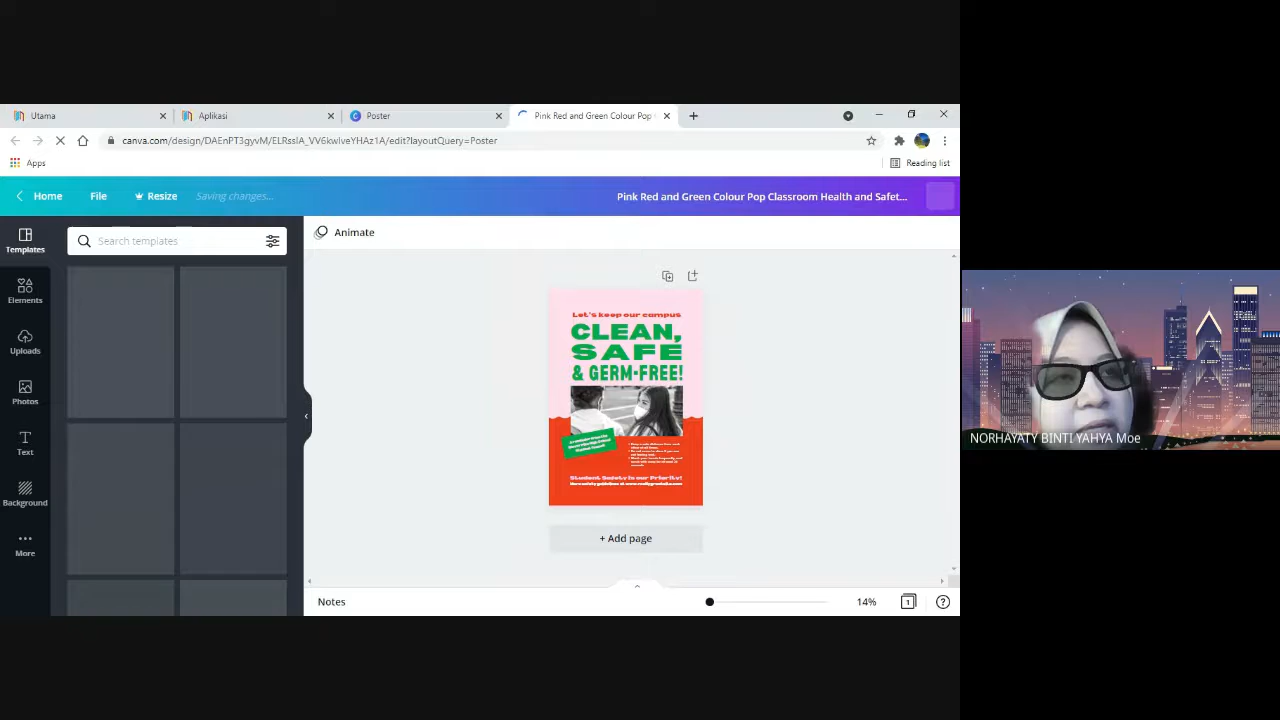 Utama
Aplikasi
Poster
Pink Red and Green Colour Pop
canva.com/design/DAEnPT3gyvM/ELRssIA_VV6kwlveYHAz1A/edit?layoutQuery=Poster
Apps
Reading list
Home
File
Resize
Saving changes...
Pink Red and Green Colour Pop Classroom Health and Safet...
Templates
Search templates
Animate
Elements
Uploads
Photos
Text
Background
More
Let's keep our campus
CLEAN,
SAFE
& GERM-FREE!
Student Safety is our Priority!
+ Add page
Notes
14%
1
?
NORHAYATY BINTI YAHYA Moe